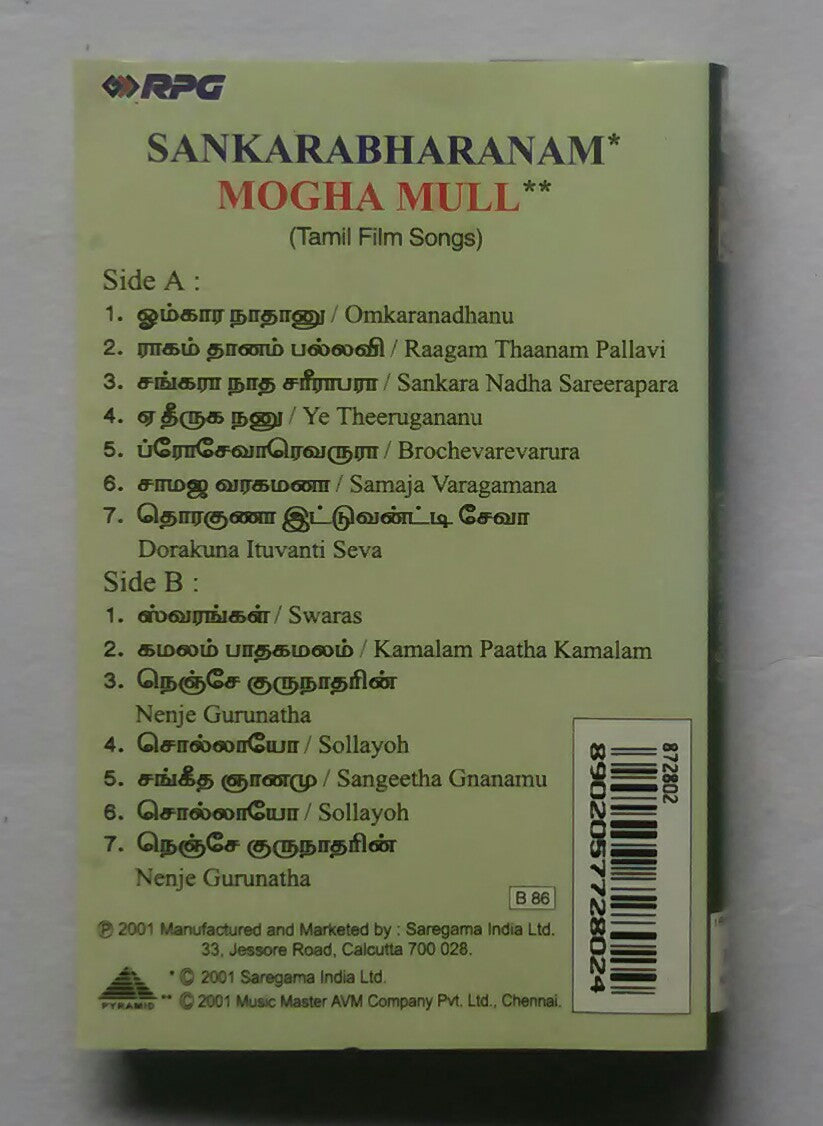 RPG
SANKARABHARANAM*
MOGHA MULL**
(Tamil Film Songs)
Side A :
1. ஓம்கார நாதானு / Omkaranadhanu
2. ராகம் தானம் பல்லவி / Raagam Thaanam Pallavi
3. சங்கரா நாத சரீராபரா / Sankara Nadha Sareerapara
4. ஏ தீருக நனு / Ye Theerugananu
5. ப்ரோசேவாரெவருரா / Brochevarevarura
6. சாமஜ வரகமணா / Samaja Varagamana
7. தொரகுணா இட்டுவண்ட்டி சேவா
Dorakuna Ituvanti Seva
Side B :
1. ஸ்வரங்கள் / Swaras
2. கமலம் பாதகமலம் / Kamalam Paatha Kamalam
3. நெஞ்சே குருநாதரின்
Nenje Gurunatha
4. சொல்லாயோ / Sollayoh
5. சங்கீத ஞானமு / Sangeetha Gnanamu
6. சொல்லாயோ / Sollayoh
7. நெஞ்சே குருநாதரின்
Nenje Gurunatha
B 86
℗ 2001 Manufactured and Marketed by : Saregama India Ltd.
33, Jessore Road, Calcutta 700 028.
* © 2001 Saregama India Ltd.
PYRAMID ** © 2001 Music Master AVM Company Pvt. Ltd., Chennai.
872802
8902057728024